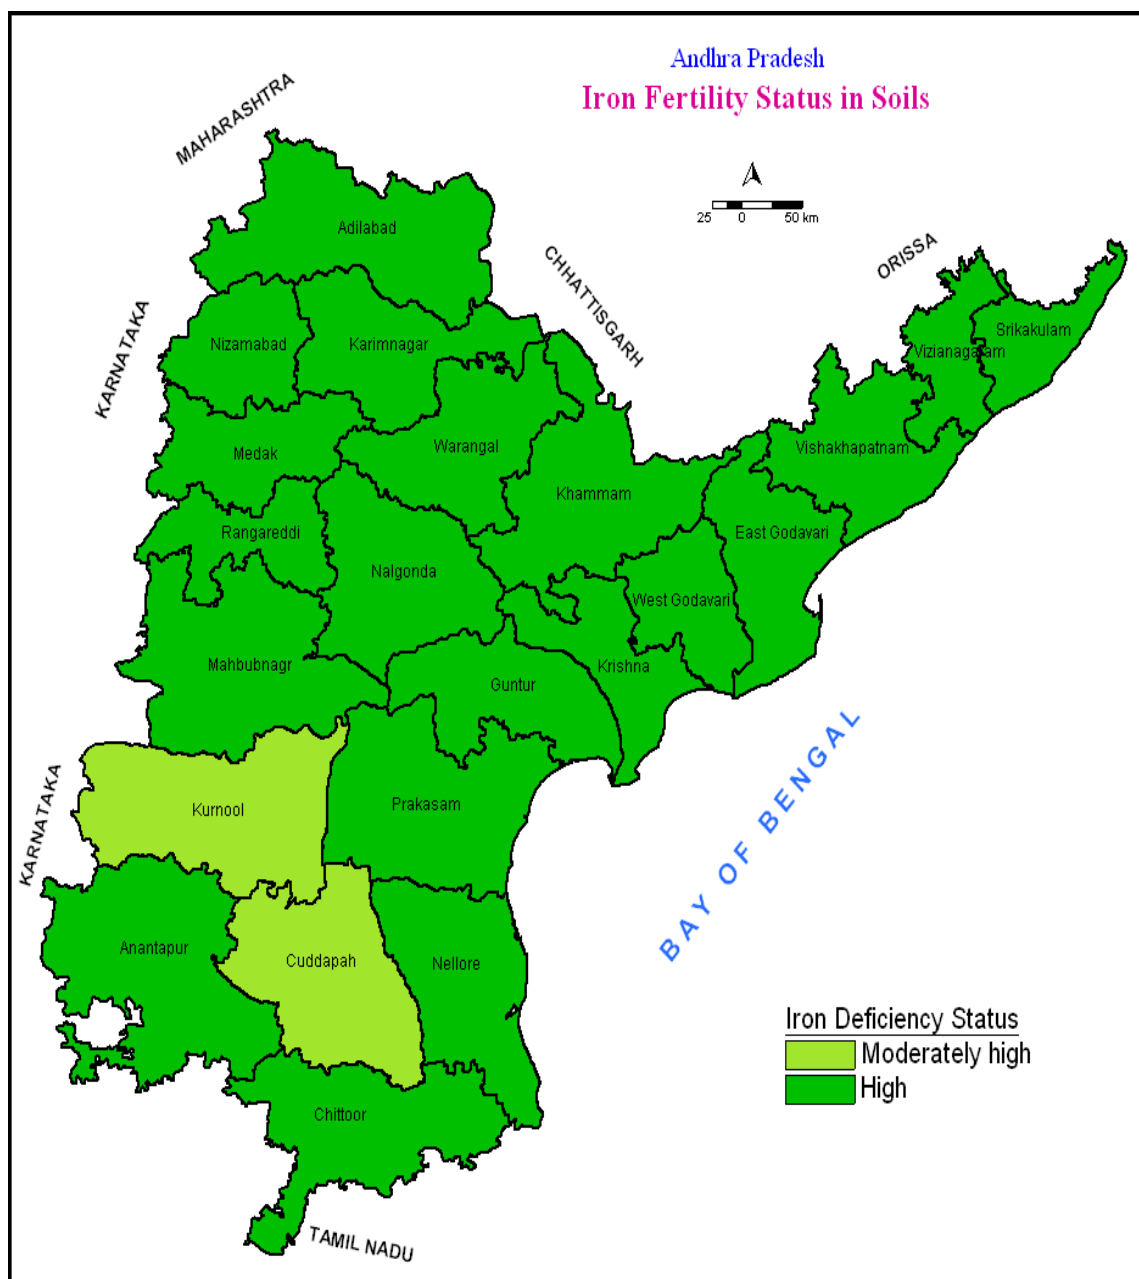 Andhra Pradesh
Iron Fertility Status in Soils
MAHARASHTRA
25 0 50 km
Adilabad
ORISSA
CHHATTISGARH
KARNATAKA
Nizamabad
Karimnagar
Srikakulam
Vizianagaram
Medak
Warangal
Vishakhapatnam
Khammam
Rangareddi
East Godavari
Nalgonda
West Godavari
Mahbubnagr
Krishna
Guntur
Kurnool
Prakasam
KARNATAKA
BAY OF BENGAL
Anantapur
Cuddapah
Nellore
Iron Deficiency Status
Moderately high
High
Chittoor
TAMIL NADU